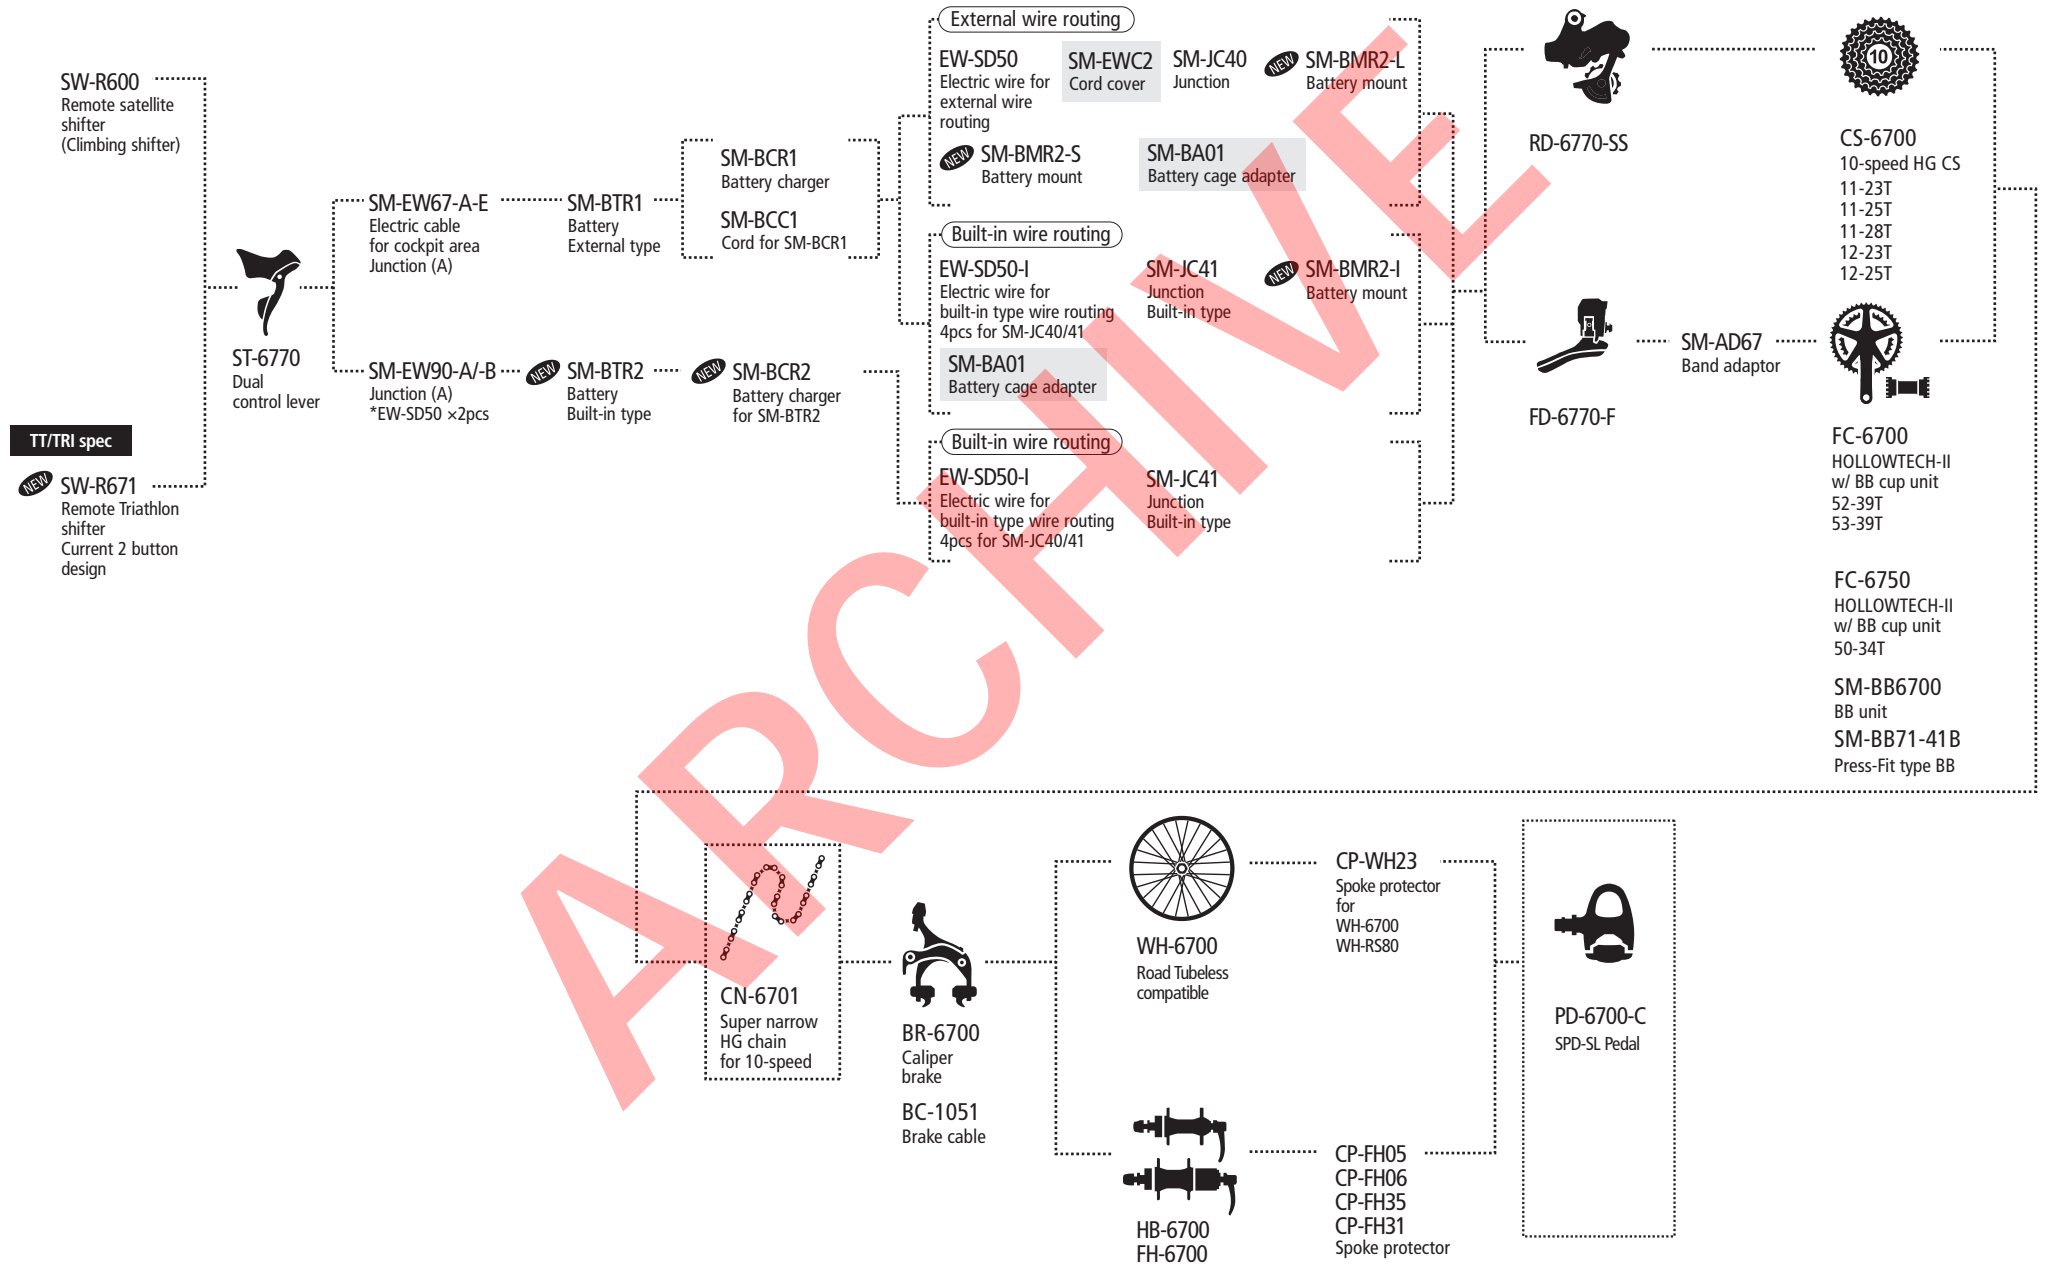 SW-R600
Remote satellite
shifter
(Climbing shifter)
TT/TRI spec
NEW SW-R671
Remote Triathlon
shifter
Current 2 button
design
ST-6770
Dual
control lever
SM-EW67-A-E
Electric cable
for cockpit area
Junction (A)
SM-EW90-A/-B
Junction (A)
*EW-SD50 ×2pcs
SM-BTR1
Battery
External type
NEW SM-BTR2
Battery
Built-in type
SM-BCR1
Battery charger
SM-BCC1
Cord for SM-BCR1
NEW SM-BCR2
Battery charger
for SM-BTR2
External wire routing
EW-SD50
Electric wire for
external wire
routing
SM-EWC2
Cord cover
SM-JC40
Junction
NEW SM-BMR2-L
Battery mount
NEW SM-BMR2-S
Battery mount
SM-BA01
Battery cage adapter
Built-in wire routing
EW-SD50-I
Electric wire for
built-in type wire routing
4pcs for SM-JC40/41
SM-JC41
Junction
Built-in type
NEW SM-BMR2-I
Battery mount
SM-BA01
Battery cage adapter
Built-in wire routing
EW-SD50-I
Electric wire for
built-in type wire routing
4pcs for SM-JC40/41
SM-JC41
Junction
Built-in type
RD-6770-SS
FD-6770-F
SM-AD67
Band adaptor
10
CS-6700
10-speed HG CS
11-23T
11-25T
11-28T
12-23T
12-25T
FC-6700
HOLLOWTECH-II
w/ BB cup unit
52-39T
53-39T
FC-6750
HOLLOWTECH-II
w/ BB cup unit
50-34T
SM-BB6700
BB unit
SM-BB71-41B
Press-Fit type BB
CN-6701
Super narrow
HG chain
for 10-speed
BR-6700
Caliper
brake
BC-1051
Brake cable
WH-6700
Road Tubeless
compatible
HB-6700
FH-6700
CP-WH23
Spoke protector
for
WH-6700
WH-RS80
CP-FH05
CP-FH06
CP-FH35
CP-FH31
Spoke protector
PD-6700-C
SPD-SL Pedal
ARCHIVE